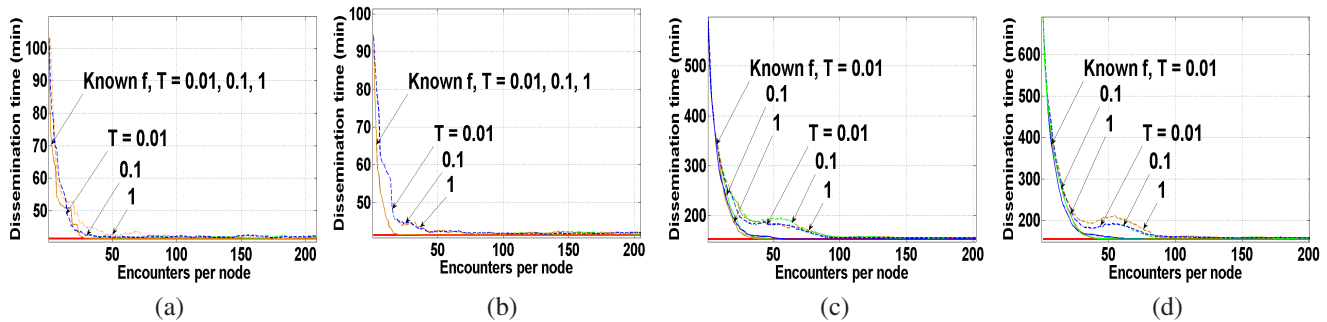 Dissemination time (min)
100
90
80
70
60
50
Known f, T = 0.01, 0.1, 1
T = 0.01
0.1
1
50
100
150
200
Encounters per node
(a)
Dissemination time (min)
100
90
80
70
60
50
Known f, T = 0.01, 0.1, 1
T = 0.01
0.1
1
50
100
150
200
Encounters per node
(b)
Dissemination time (min)
500
400
300
200
Known f, T = 0.01
0.1
1
T = 0.01
0.1
1
50
100
150
200
Encounters per node
(c)
Dissemination time (min)
600
500
400
300
200
Known f, T = 0.01
0.1
1
T = 0.01
0.1
1
50
100
150
200
Encounters per node
(d)